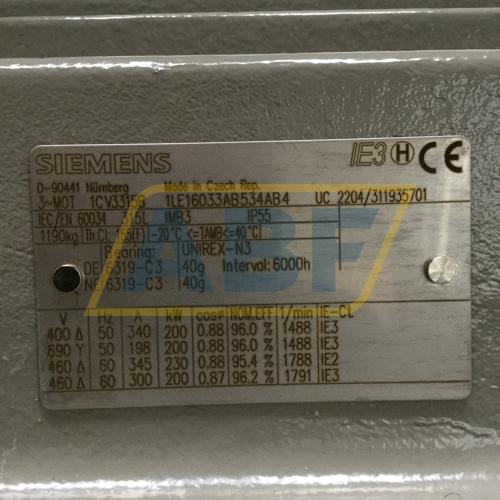 SIEMENS IE3 H CE
D-90441 Nürnberg Made in Czech Rep.
3~MOT 1CV3315B 1LE16033AB534AB4 UC 2204/311935701
IEC/EN 60034 315L IMB3 IP55
1190kg Th.Cl. 155(F) -20°C <=TAMB<=40°C
Bearing: UNIREX-N3
DE 6319-C3 40g Interval: 6000h
NE 6319-C3 40g
V Hz A kW cosφ NOM.EFF 1/min IE-CL
400 Δ 50 340 200 0.88 96.0 % 1488 IE3
690 Y 50 198 200 0.88 96.0 % 1488 IE3
460 Δ 60 345 230 0.88 95.4 % 1788 IE2
460 Δ 60 300 200 0.87 96.2 % 1791 IE3
ABF